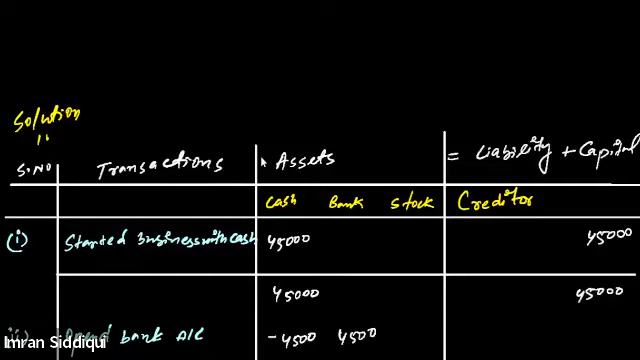 Solution
S.NO Transactions Assets = Liability + Capital
Cash Bank Stock Creditor
(i) Started Business with cash 45000 45000
45000 45000
bank A/c -4500 4500
Imran Siddiqui